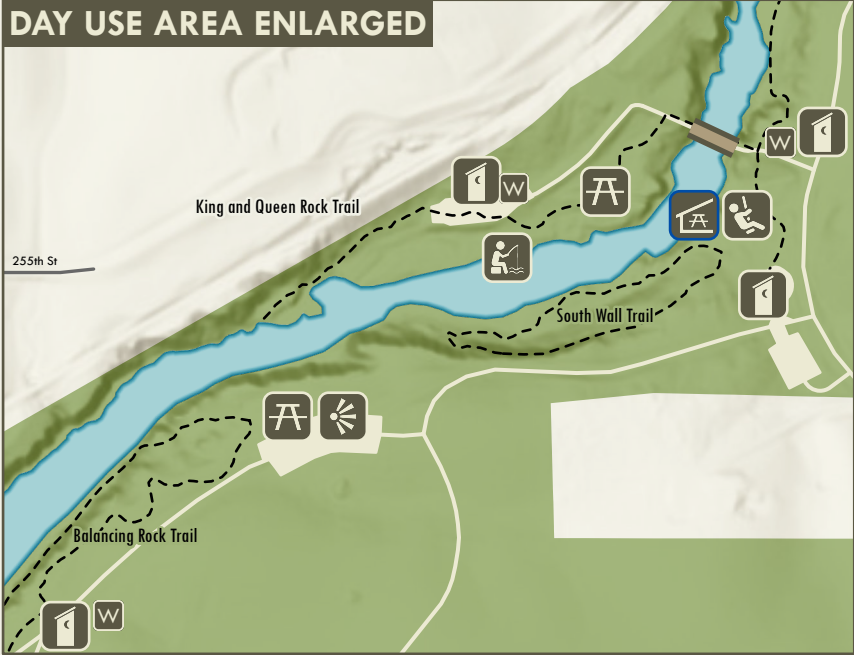 DAY USE AREA ENLARGED
W
W
King and Queen Rock Trail
255th St
South Wall Trail
Balancing Rock Trail
W